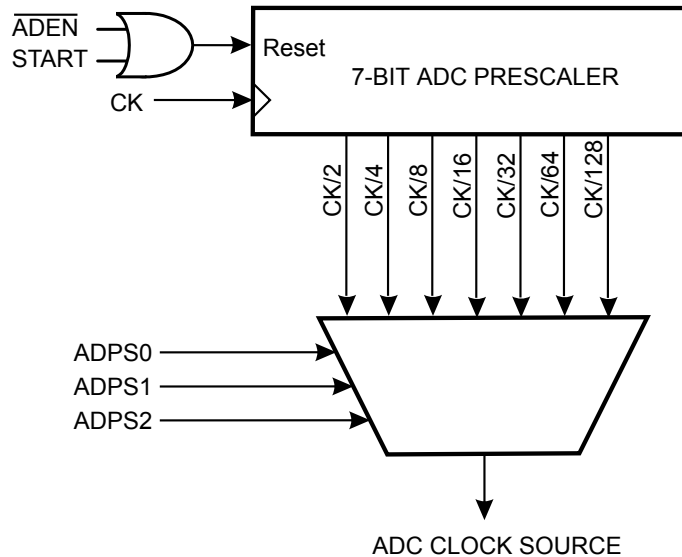 ADEN
START
Reset
7-BIT ADC PRESCALER
CK
CK/2
CK/4
CK/8
CK/16
CK/32
CK/64
CK/128
ADPS0
ADPS1
ADPS2
ADC CLOCK SOURCE